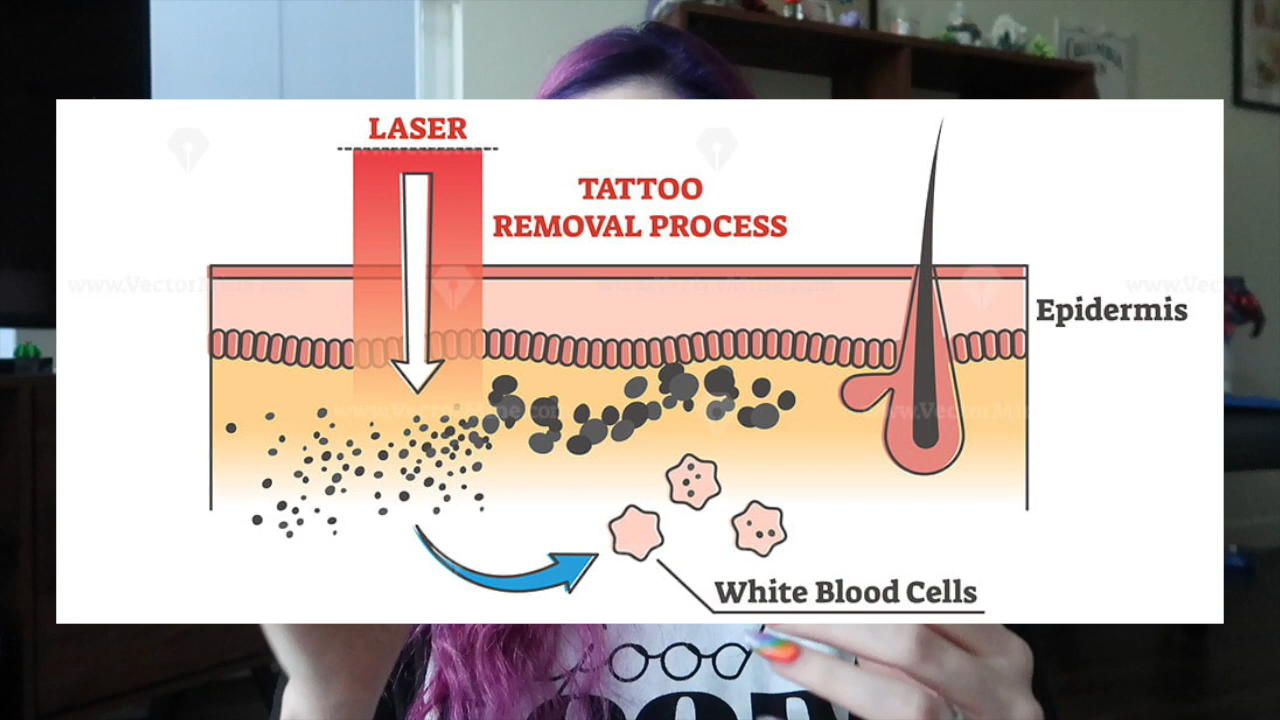 LASER
TATTOO
REMOVAL PROCESS
Epidermis
White Blood Cells